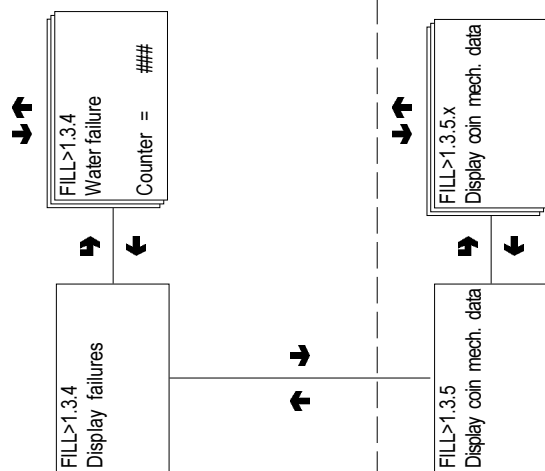 FILL>1.3.4
Water failure
Counter = ###
FILL>1.3.5.x
Display coin mech. data
FILL>1.3.4
Display failures
FILL>1.3.5
Display coin mech. data